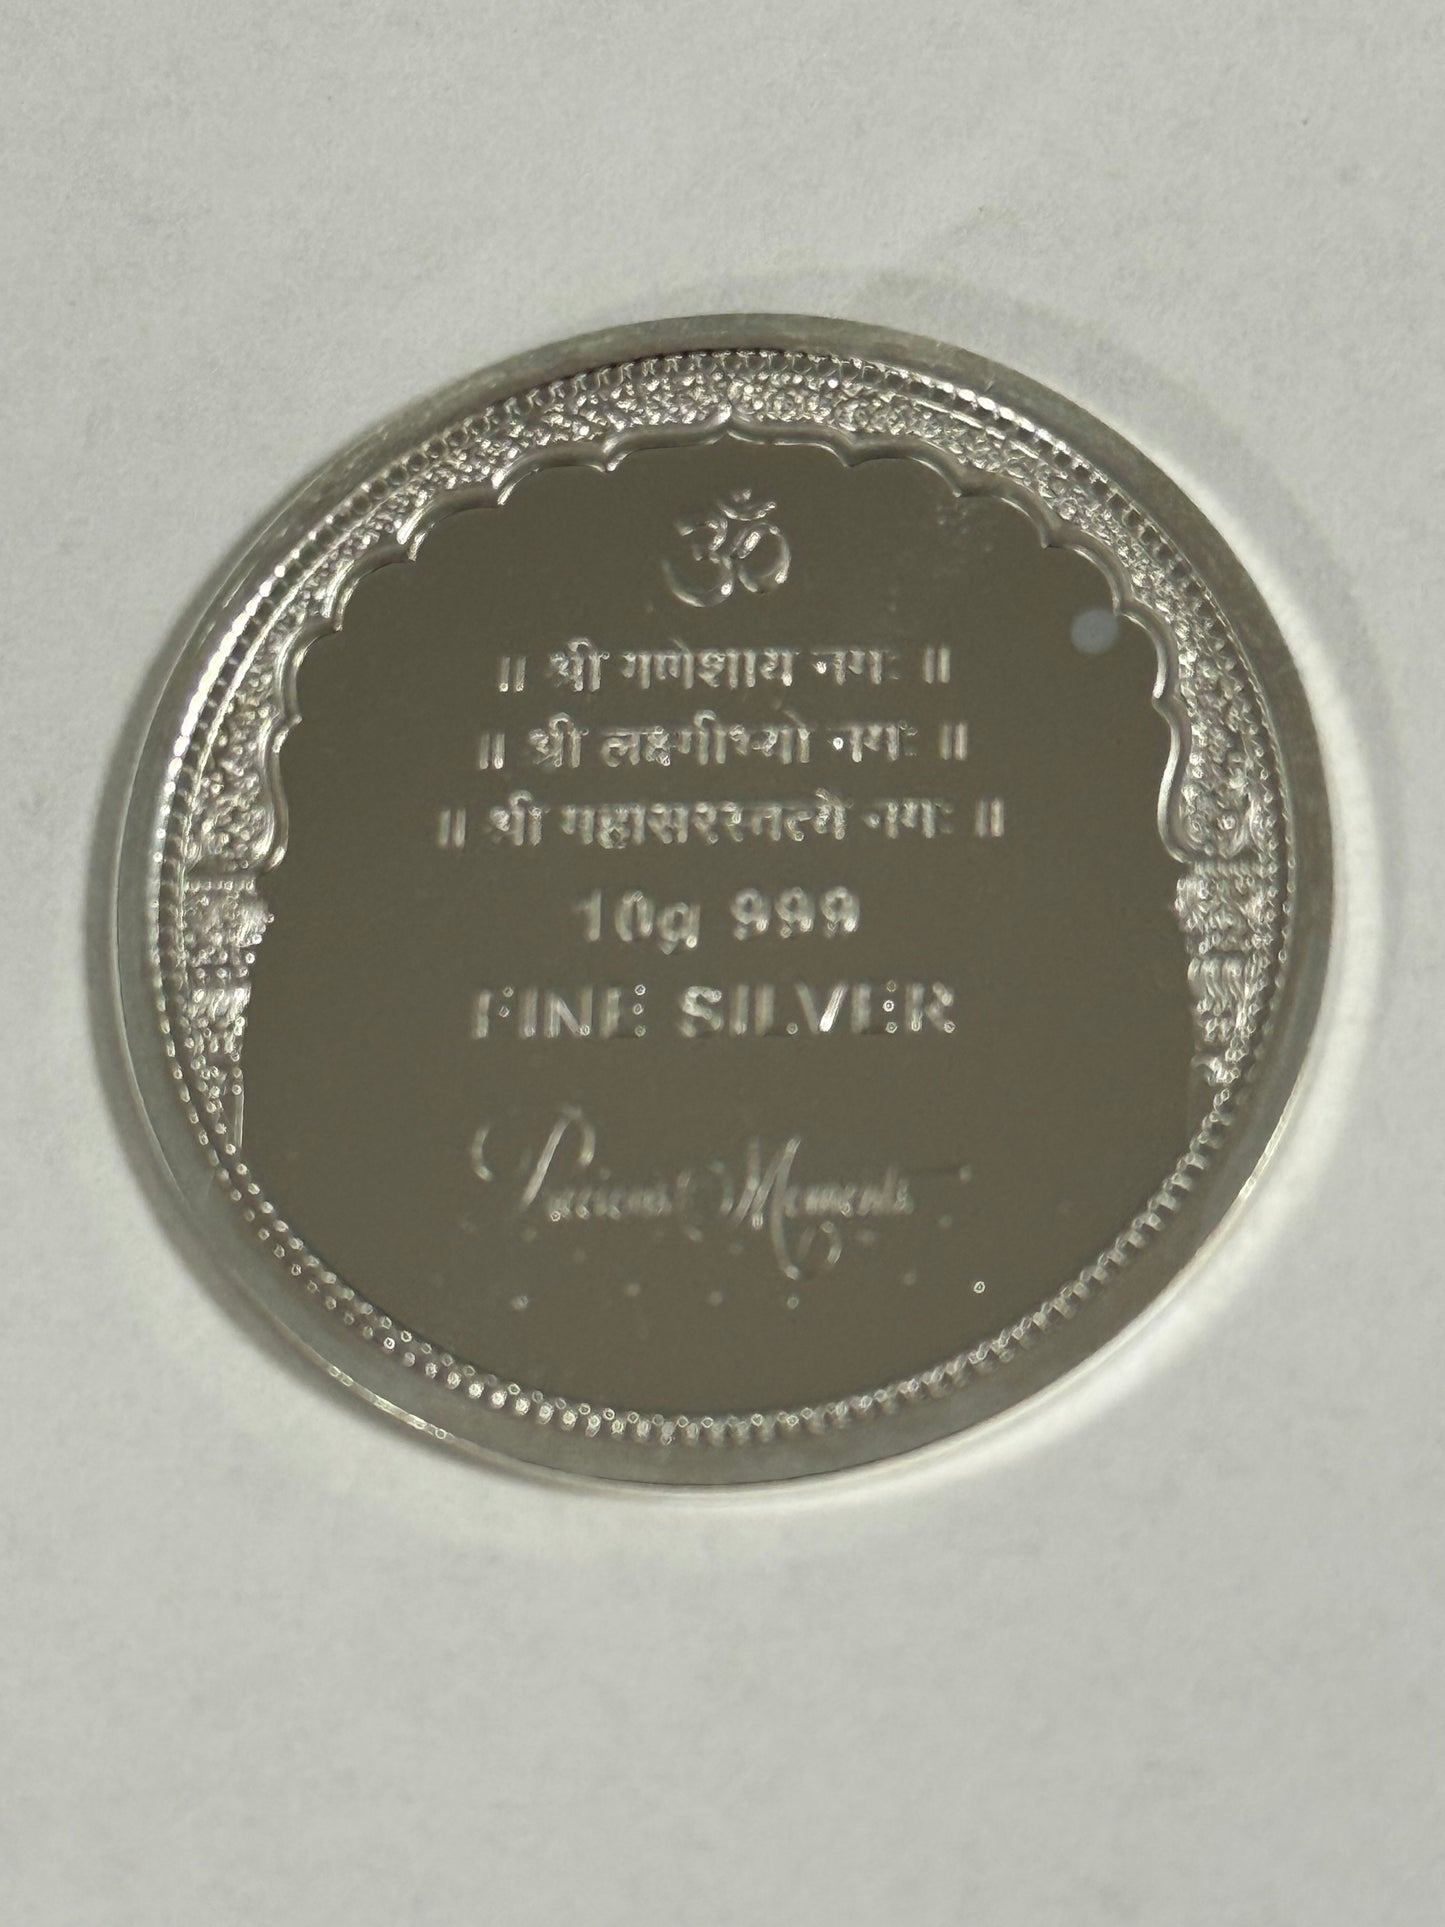 ॐ
॥ श्री गणेशाय नमः ॥
॥ श्री लक्ष्मीभ्यो नमः ॥
॥ श्री महासरस्वत्यै नमः ॥
10g 999
FINE SILVER
Precious Moments